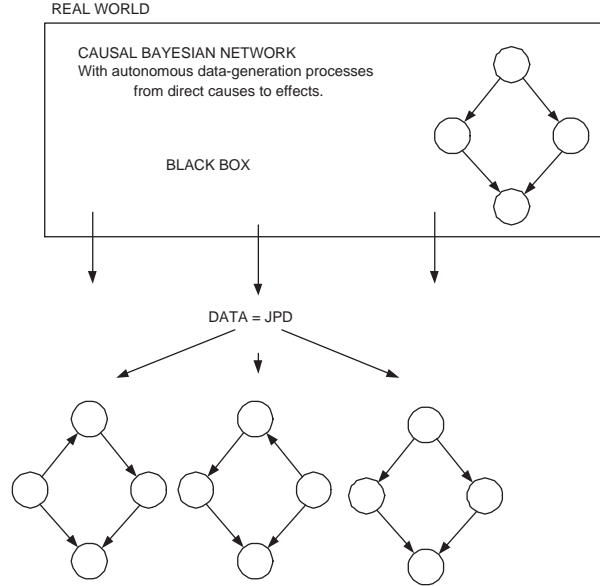 REAL WORLD
CAUSAL BAYESIAN NETWORK
With autonomous data-generation processes
from direct causes to effects.
BLACK BOX
DATA = JPD